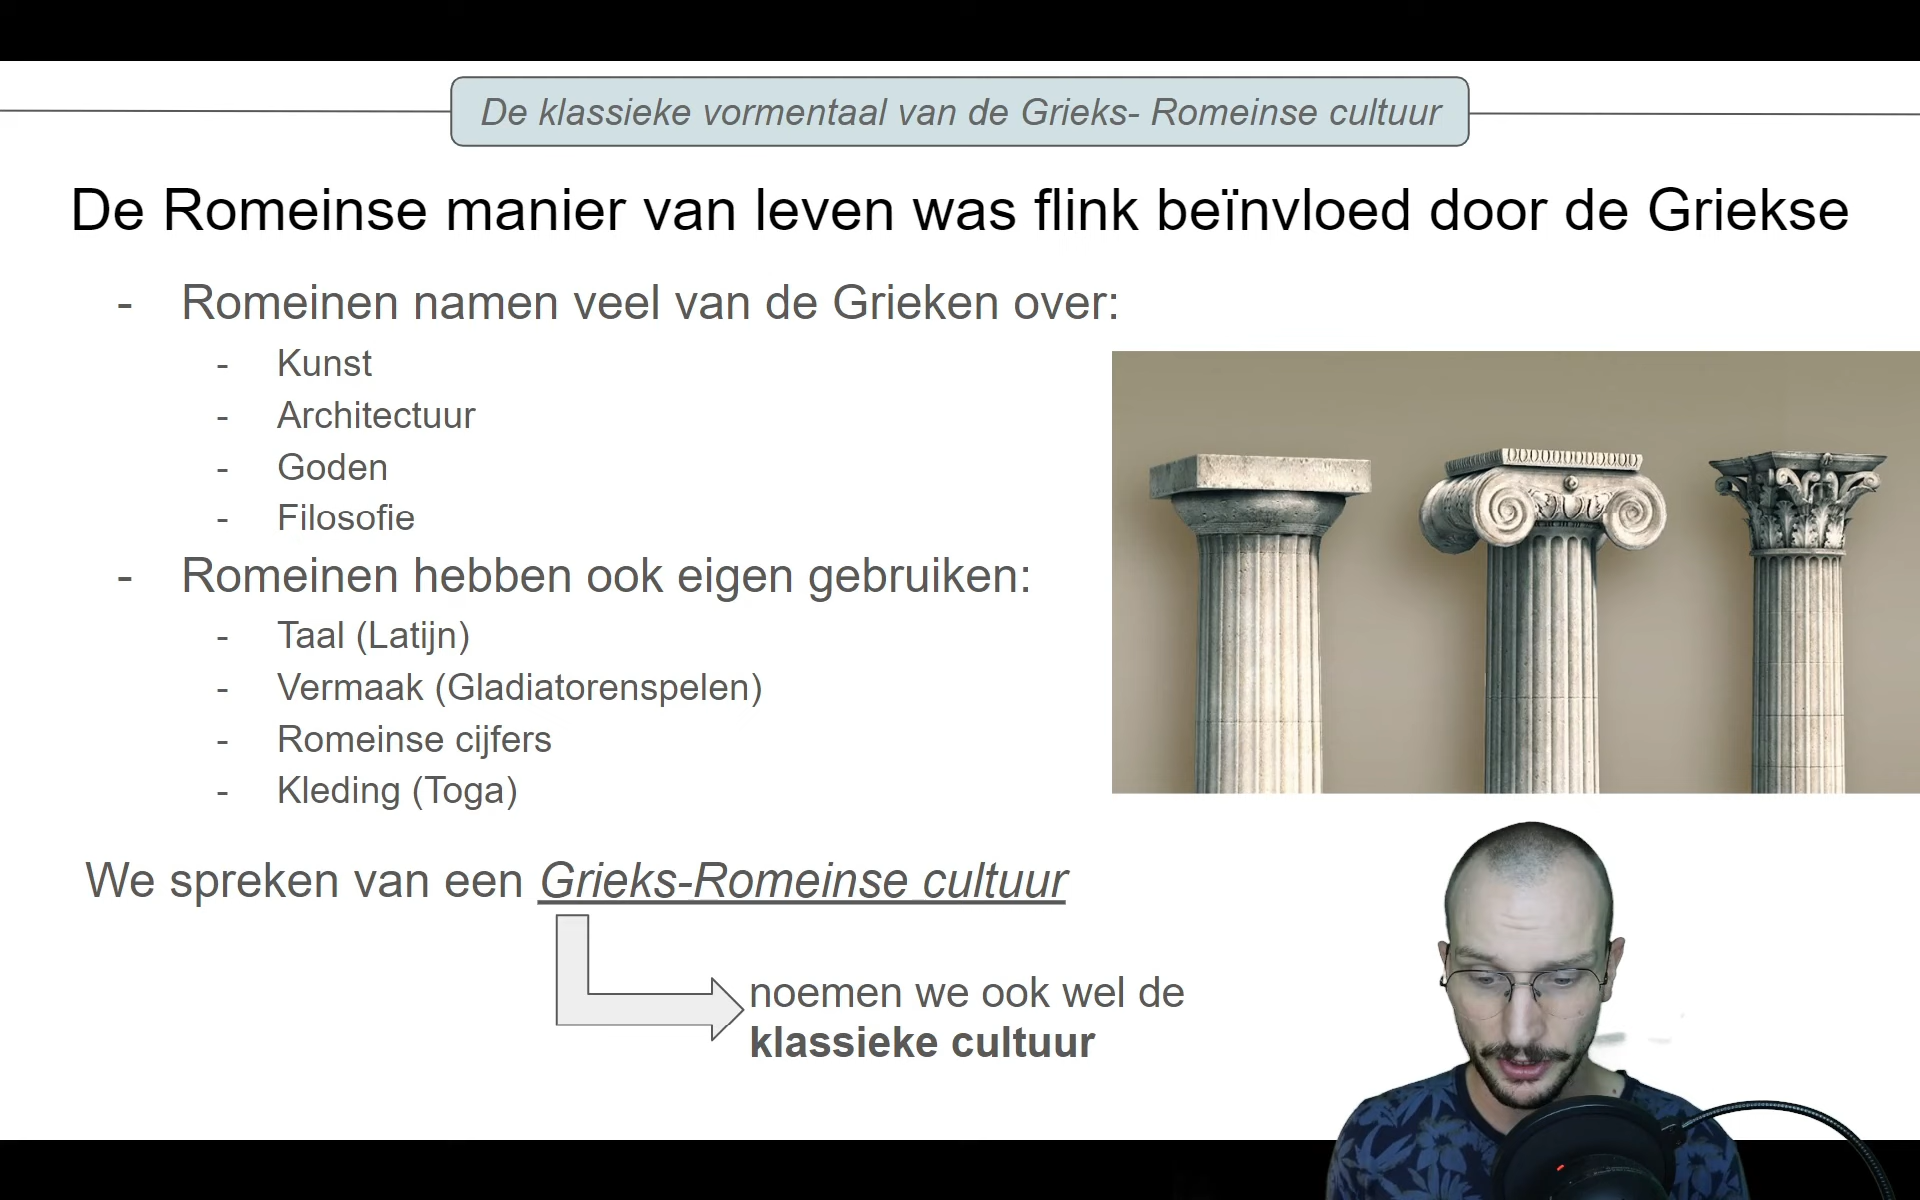 De klassieke vormentaal van de Grieks- Romeinse cultuur
De Romeinse manier van leven was flink beïnvloed door de Griekse
- Romeinen namen veel van de Grieken over:
- Kunst
- Architectuur
- Goden
- Filosofie
- Romeinen hebben ook eigen gebruiken:
- Taal (Latijn)
- Vermaak (Gladiatorenspelen)
- Romeinse cijfers
- Kleding (Toga)
We spreken van een Grieks-Romeinse cultuur
noemen we ook wel de
klassieke cultuur